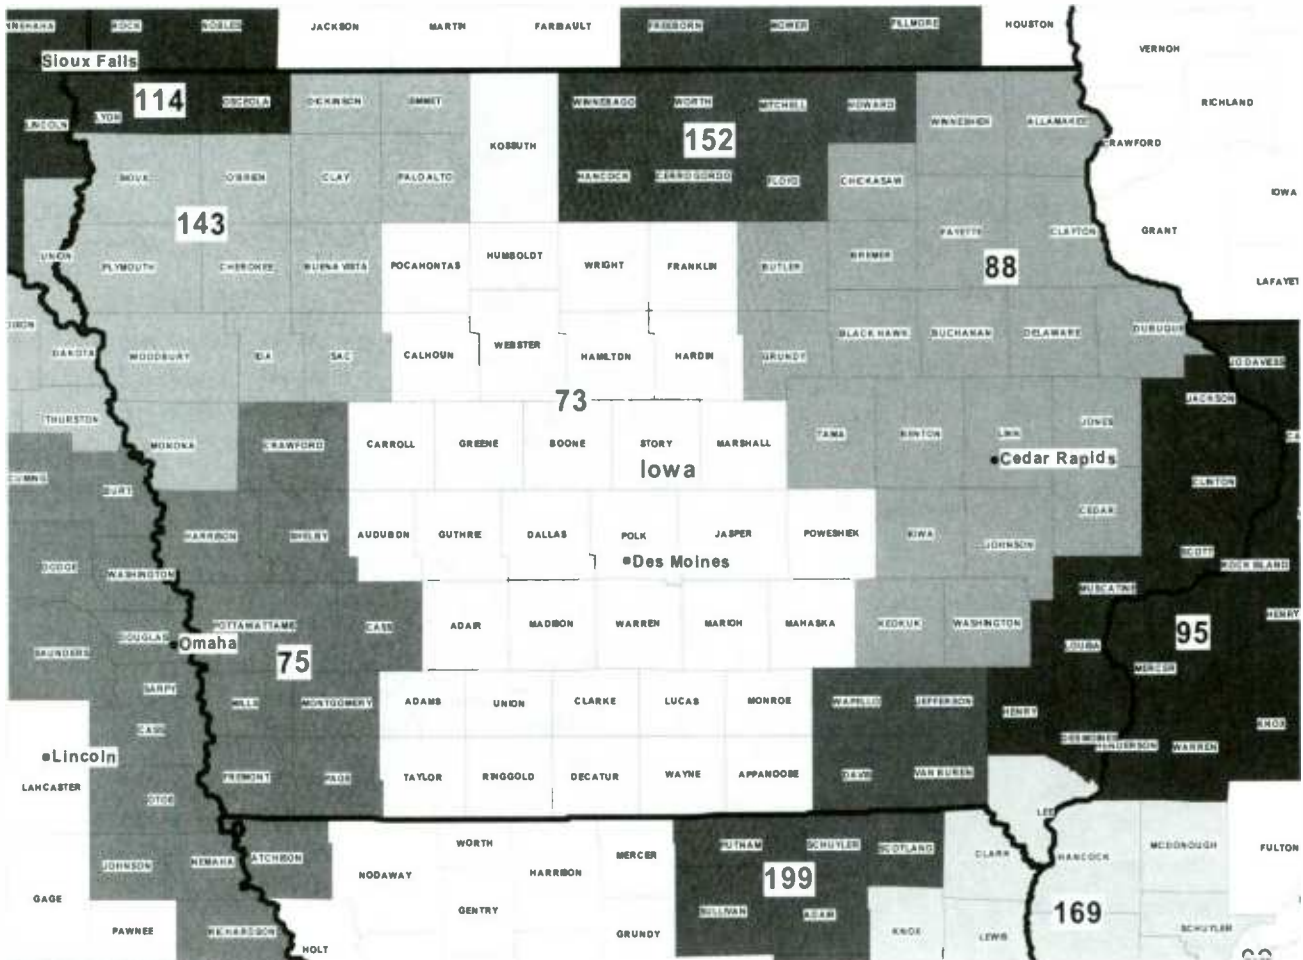 ROCK
NOBLES
JACKSON
MARTIN
FARIBAULT
FREEBORN
MOWER
FILLMORE
HOUSTON
VERNON
Sioux Falls
114
LINCOLN
LYON
OSCEOLA
DICKINSON
EMMET
KOSSUTH
WINNEBAGO
WORTH
MITCHELL
HOWARD
152
WINNESHIEK
ALLAMAKEE
RICHLAND
CRAWFORD
SIOUX
O'BRIEN
CLAY
PALO ALTO
HANCOCK
CERRO GORDO
FLOYD
CHICKASAW
IOWA
143
UNION
PLYMOUTH
CHEROKEE
BUENA VISTA
POCAHONTAS
HUMBOLDT
WRIGHT
FRANKLIN
BUTLER
BREMER
FAYETTE
CLAYTON
GRANT
88
LAFAYET
DAKOTA
WOODBURY
IDA
SAC
CALHOUN
WEBSTER
HAMILTON
HARDIN
GRUNDY
BLACK HAWK
BUCHANAN
DELAWARE
DUBUQUE
JO DAVIESS
73
THURSTON
MONONA
CRAWFORD
CARROLL
GREENE
BOONE
STORY
MARSHALL
TAMA
BENTON
LINN
JONES
JACKSON
Iowa
Cedar Rapids
CUMING
BURT
HARRISON
SHELBY
AUDUBON
GUTHRIE
DALLAS
POLK
JASPER
POWESHIEK
IOWA
JOHNSON
CEDAR
CLINTON
Des Moines
DODGE
WASHINGTON
SCOTT
ROCK ISLAND
MUSCATINE
HENRY
DOUGLAS
Omaha
POTTAWATTAMIE
CASS
ADAIR
MADISON
WARREN
MARION
MAHASKA
KEOKUK
WASHINGTON
LOUISA
95
SAUNDERS
75
MERCER
SARPY
MILLS
MONTGOMERY
ADAMS
UNION
CLARKE
LUCAS
MONROE
WAPELLO
JEFFERSON
HENRY
KNOX
CASS
DES MOINES
HENDERSON
WARREN
Lincoln
LANCASTER
OTOE
FREMONT
PAGE
TAYLOR
RINGGOLD
DECATUR
WAYNE
APPANOOSE
DAVIS
VAN BUREN
LEE
JOHNSON
NEMAHA
ATCHISON
NODAWAY
WORTH
HARRISON
MERCER
PUTNAM
SCHUYLER
SCOTLAND
CLARK
HANCOCK
MCDONOUGH
FULTON
199
GAGE
PAWNEE
RICHARDSON
HOLT
GENTRY
GRUNDY
SULLIVAN
ADAIR
KNOX
LEWIS
169
SCHUYLER